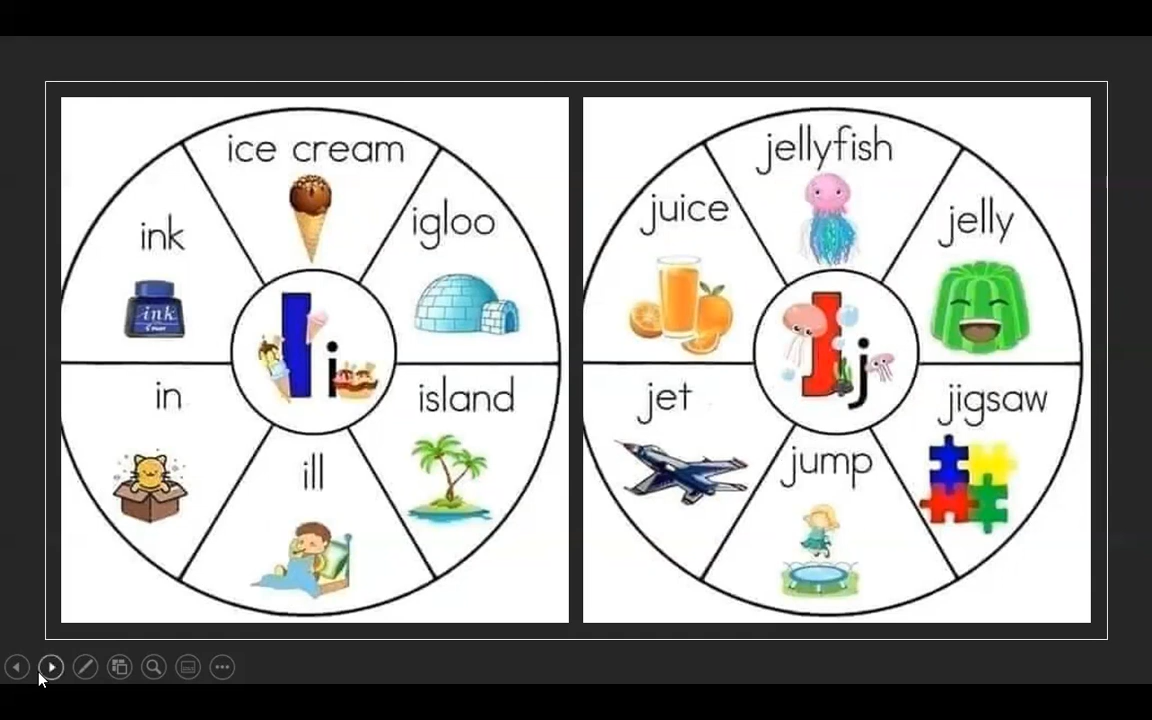 ice cream
igloo
island
ill
in
ink
ink
I i
jellyfish
jelly
jigsaw
jump
jet
juice
J j